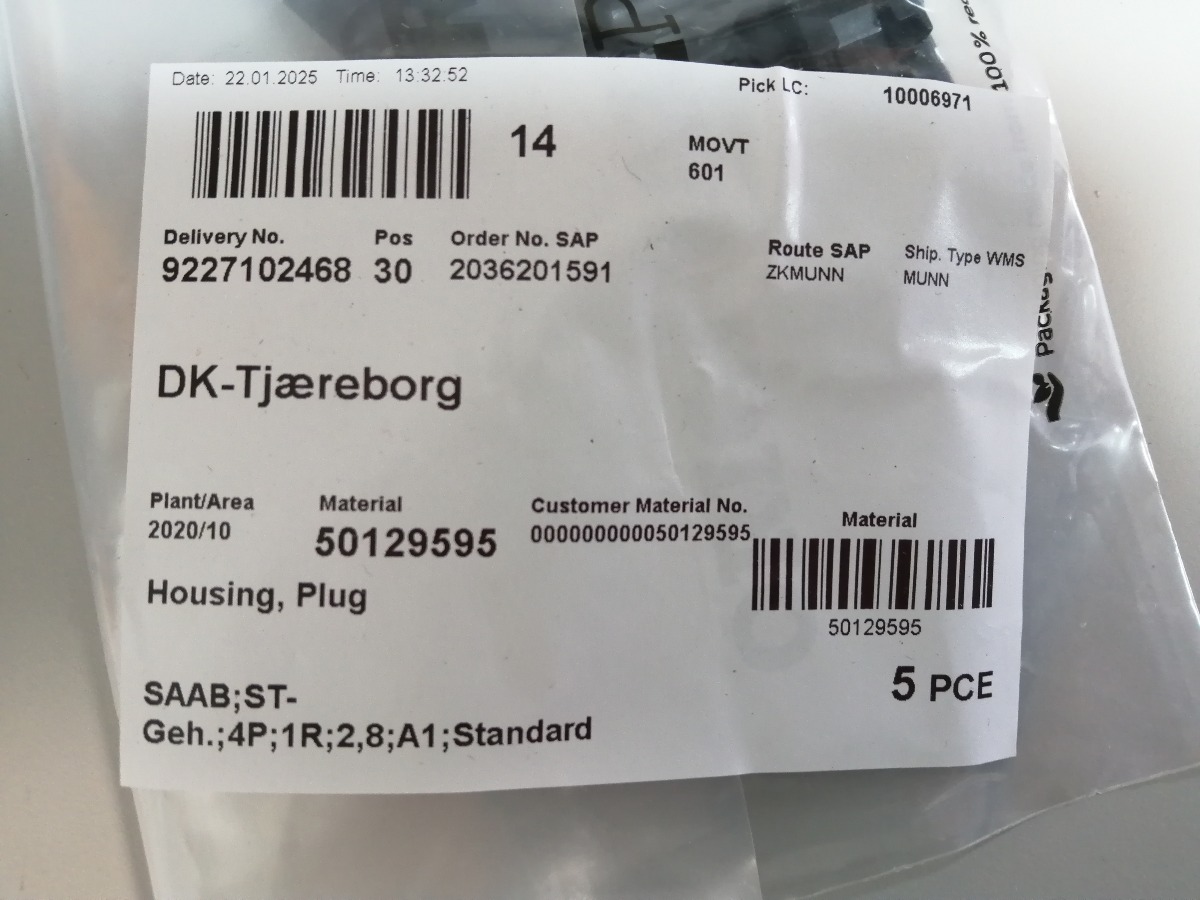 Date: 22.01.2025 Time: 13:32:52
Pick LC: 10006971
14
MOVT
601
Delivery No. Pos Order No. SAP
9227102468 30 2036201591
Route SAP Ship. Type WMS
ZKMUNN MUNN
DK-Tjæreborg
Plant/Area Material Customer Material No.
2020/10 50129595 000000000050129595
Material
50129595
Housing, Plug
5 PCE
SAAB;ST-
Geh.;4P;1R;2,8;A1;Standard
100%